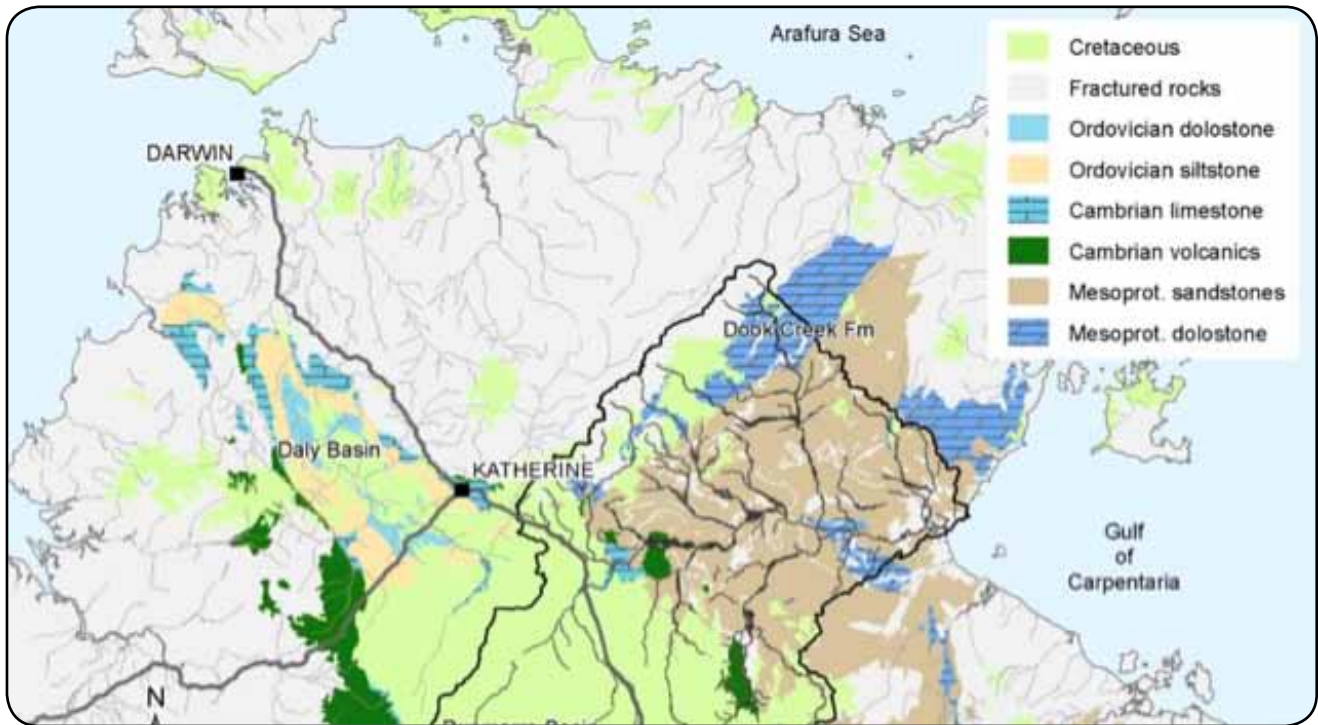 Arafura Sea
Cretaceous
Fractured rocks
Ordovician dolostone
Ordovician siltstone
Cambrian limestone
Cambrian volcanics
Mesoprot. sandstones
Mesoprot. dolostone
DARWIN
Dook Creek Fm
Daly Basin
KATHERINE
Gulf
of
Carpentaria
N